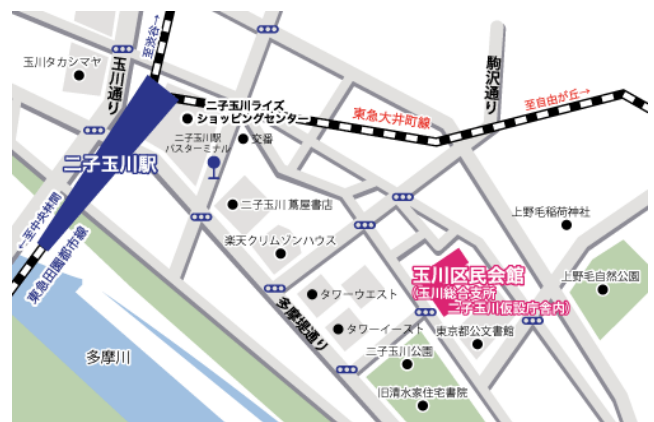 至渋谷→
玉川タカシマヤ
玉川通り
駒沢通り
二子玉川ライズ
ショッピングセンター
東急大井町線
至自由が丘→
二子玉川駅
バスターミナル
交番
二子玉川駅
二子玉川 蔦屋書店
上野毛稲荷神社
←至中央林間
東急田園都市線
楽天クリムゾンハウス
玉川区民会館
(玉川総合支所
二子玉川仮設庁舎内)
上野毛自然公園
タワーウエスト
多摩堤通り
タワーイースト
東京都公文書館
多摩川
二子玉川公園
旧清水家住宅書院